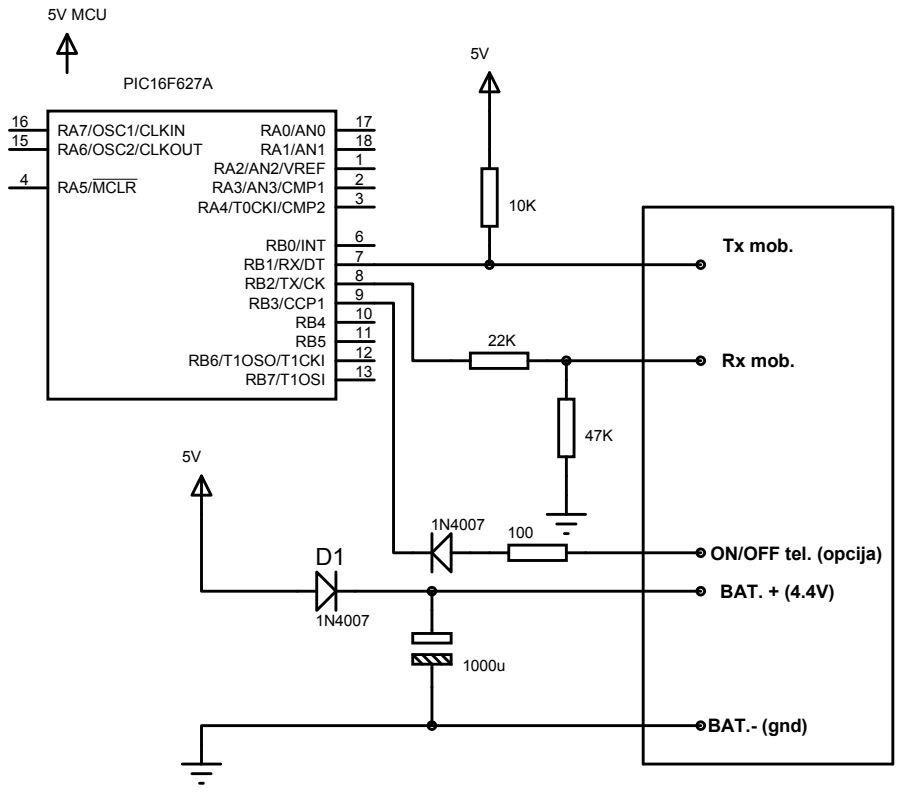 5V MCU
PIC16F627A
5V
16 RA7/OSC1/CLKIN
15 RA6/OSC2/CLKOUT
4 RA5/MCLR
RA0/AN0 17
RA1/AN1 18
RA2/AN2/VREF 1
RA3/AN3/CMP1 2
RA4/T0CKI/CMP2 3
RB0/INT 6
RB1/RX/DT 7
RB2/TX/CK 8
RB3/CCP1 9
RB4 10
RB5 11
RB6/T1OSO/T1CKI 12
RB7/T1OSI 13
10K
Tx mob.
22K
Rx mob.
47K
5V
1N4007
100
ON/OFF tel. (opcija)
D1
1N4007
BAT. + (4.4V)
1000u
BAT.- (gnd)